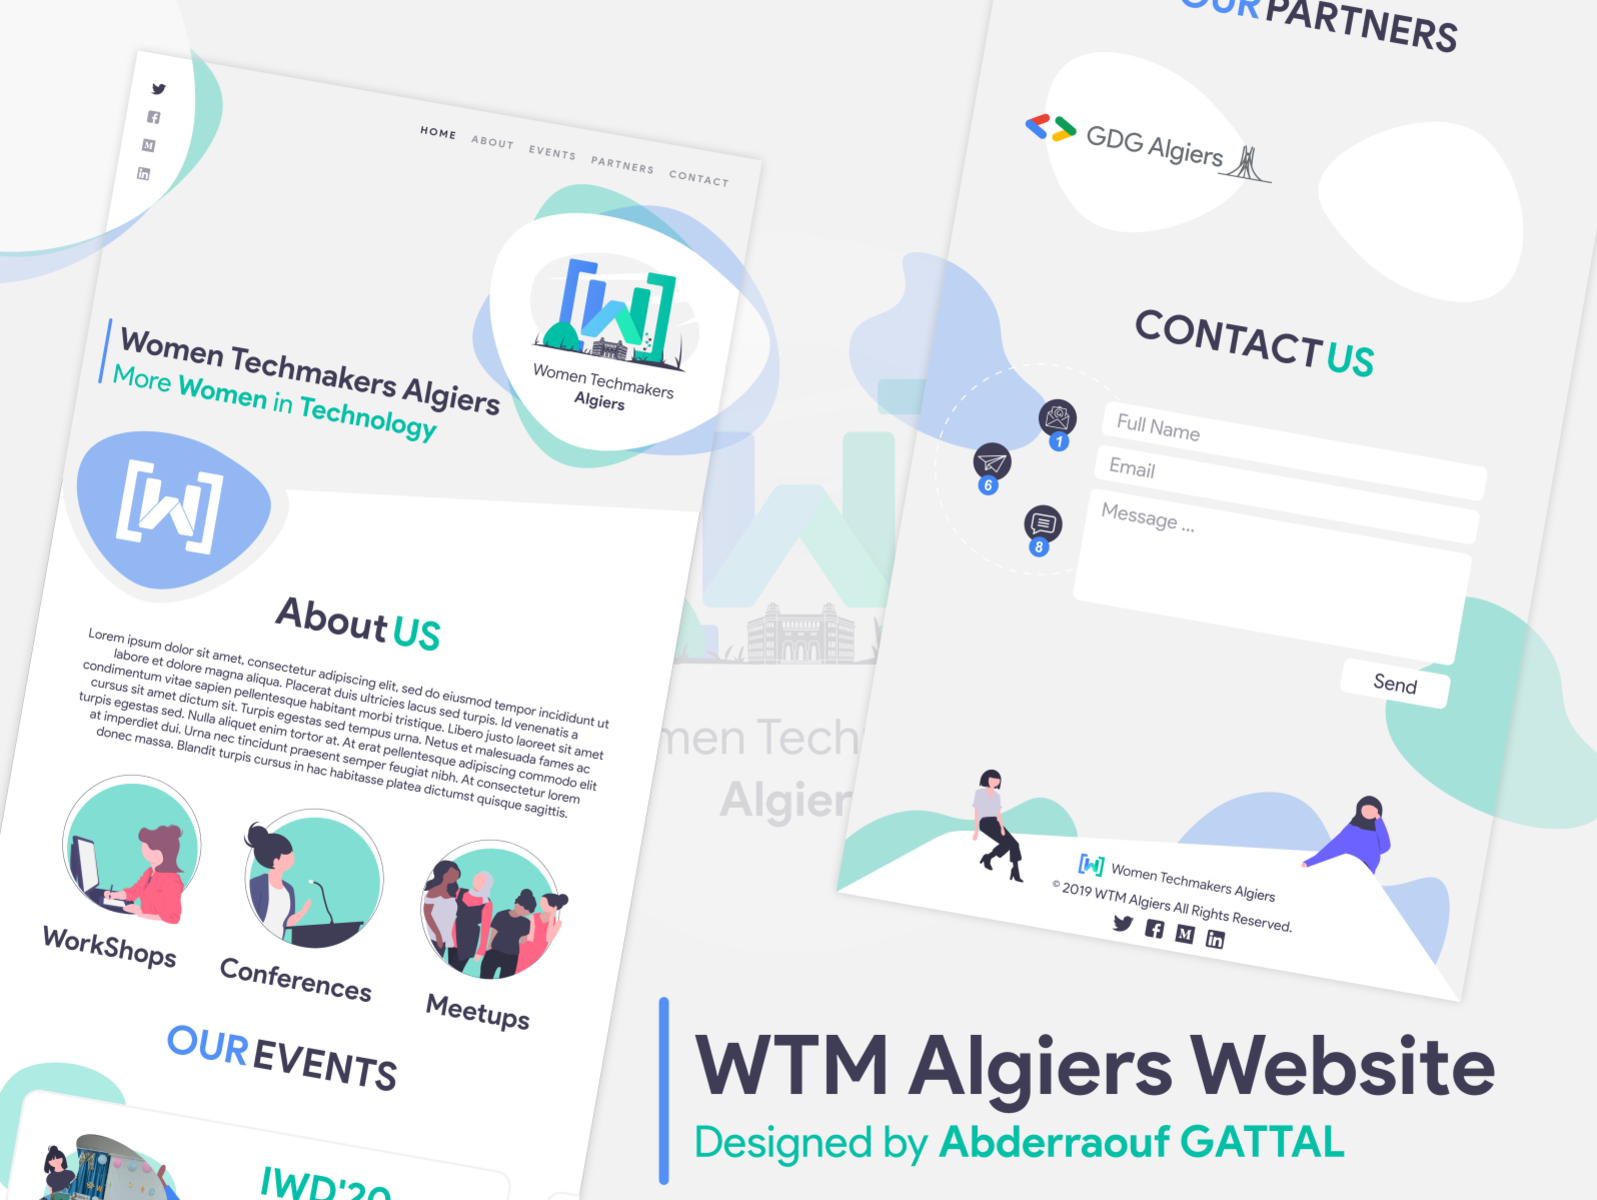 HOME ABOUT EVENTS PARTNERS CONTACT
Women Techmakers
Algiers
Women Techmakers Algiers
More Women in Technology
About US
Lorem ipsum dolor sit amet, consectetur adipiscing elit, sed do eiusmod tempor incididunt ut
labore et dolore magna aliqua. Placerat duis ultricies lacus sed turpis. Id venenatis a
condimentum vitae sapien pellentesque habitant morbi tristique. Libero justo laoreet sit amet
cursus sit amet dictum sit. Turpis egestas sed tempus urna. Netus et malesuada fames ac
turpis egestas sed. Nulla aliquet enim tortor at. At erat pellentesque adipiscing commodo elit
at imperdiet dui. Urna nec tincidunt praesent semper feugiat nibh. At consectetur lorem
donec massa. Blandit turpis cursus in hac habitasse platea dictumst quisque sagittis.
WorkShops
Conferences
Meetups
OUR EVENTS
IWD'20
men Tech
Algier
OUR PARTNERS
GDG Algiers
CONTACT US
1
6
8
Full Name
Email
Message ...
Send
Women Techmakers Algiers
© 2019 WTM Algiers All Rights Reserved.
WTM Algiers Website
Designed by Abderraouf GATTAL